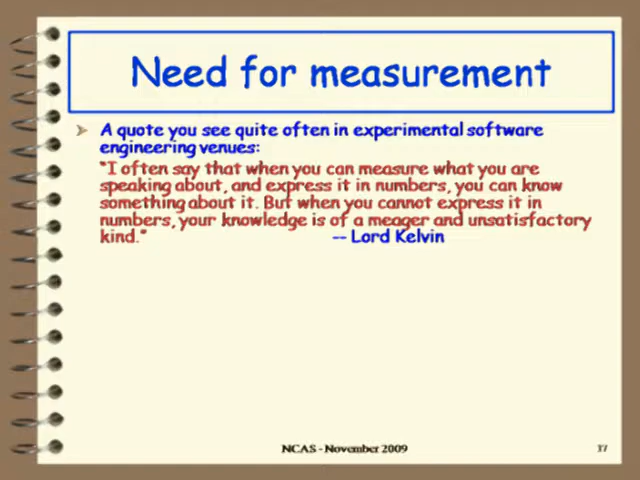 Need for measurement
A quote you see quite often in experimental software
engineering venues:
"I often say that when you can measure what you are
speaking about, and express it in numbers, you can know
something about it. But when you cannot express it in
numbers, your knowledge is of a meager and unsatisfactory
kind." -- Lord Kelvin
NCAS - November 2009 37